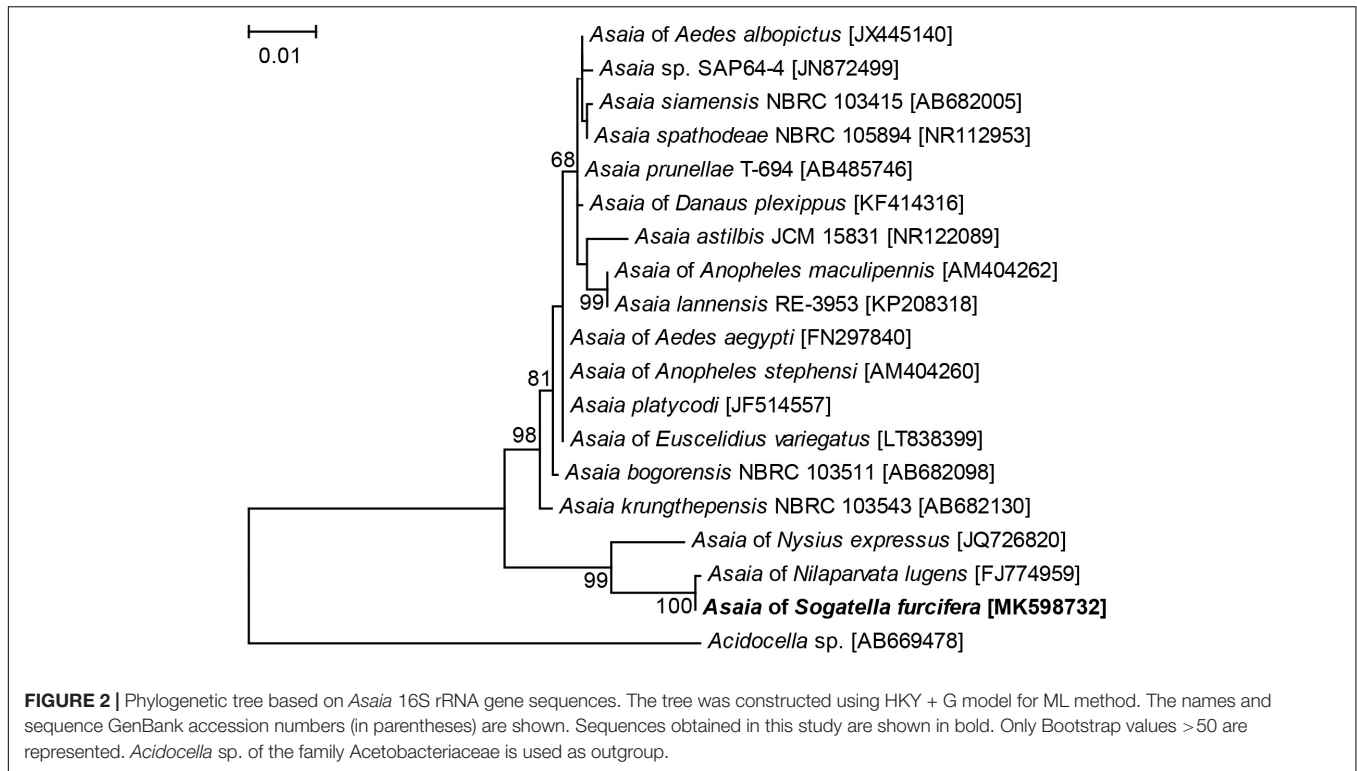 0.01
Asaia of Aedes albopictus [JX445140]
Asaia sp. SAP64-4 [JN872499]
Asaia siamensis NBRC 103415 [AB682005]
Asaia spathodeae NBRC 105894 [NR112953]
68
Asaia prunellae T-694 [AB485746]
Asaia of Danaus plexippus [KF414316]
Asaia astilbis JCM 15831 [NR122089]
Asaia of Anopheles maculipennis [AM404262]
99
Asaia lannensis RE-3953 [KP208318]
Asaia of Aedes aegypti [FN297840]
Asaia of Anopheles stephensi [AM404260]
81
Asaia platycodi [JF514557]
98
Asaia of Euscelidius variegatus [LT838399]
Asaia bogorensis NBRC 103511 [AB682098]
Asaia krungthepensis NBRC 103543 [AB682130]
Asaia of Nysius expressus [JQ726820]
99
Asaia of Nilaparvata lugens [FJ774959]
100
Asaia of Sogatella furcifera [MK598732]
Acidocella sp. [AB669478]
FIGURE 2 | Phylogenetic tree based on Asaia 16S rRNA gene sequences. The tree was constructed using HKY + G model for ML method. The names and
sequence GenBank accession numbers (in parentheses) are shown. Sequences obtained in this study are shown in bold. Only Bootstrap values >50 are
represented. Acidocella sp. of the family Acetobacteriaceae is used as outgroup.